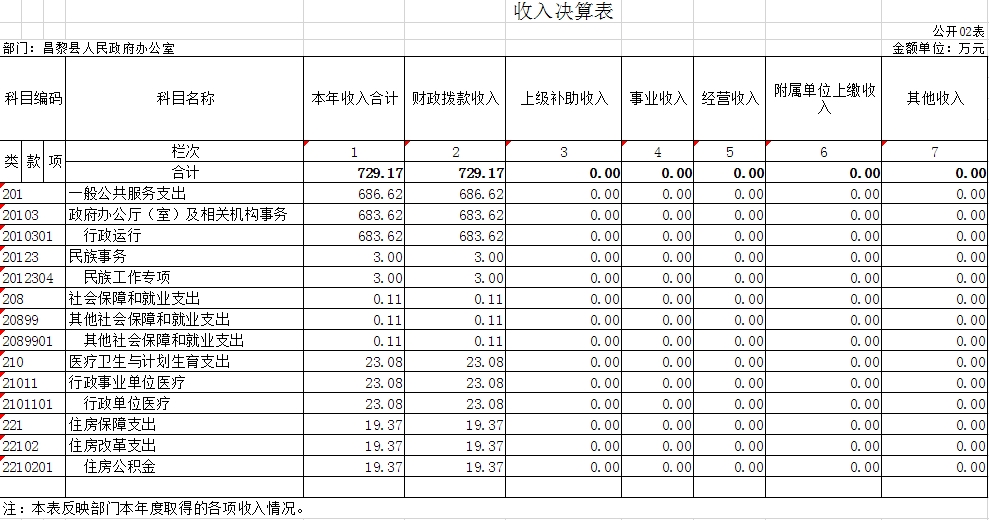 收入决算表
公开02表
部门：昌黎县人民政府办公室 金额单位：万元
科目编码 科目名称 本年收入合计 财政拨款收入 上级补助收入 事业收入 经营收入 附属单位上缴收入 其他收入
类 款 项 栏次 1 2 3 4 5 6 7
合计 729.17 729.17 0.00 0.00 0.00 0.00 0.00
201 一般公共服务支出 686.62 686.62 0.00 0.00 0.00 0.00 0.00
20103 政府办公厅（室）及相关机构事务 683.62 683.62 0.00 0.00 0.00 0.00 0.00
2010301 行政运行 683.62 683.62 0.00 0.00 0.00 0.00 0.00
20123 民族事务 3.00 3.00 0.00 0.00 0.00 0.00 0.00
2012304 民族工作专项 3.00 3.00 0.00 0.00 0.00 0.00 0.00
208 社会保障和就业支出 0.11 0.11 0.00 0.00 0.00 0.00 0.00
20899 其他社会保障和就业支出 0.11 0.11 0.00 0.00 0.00 0.00 0.00
2089901 其他社会保障和就业支出 0.11 0.11 0.00 0.00 0.00 0.00 0.00
210 医疗卫生与计划生育支出 23.08 23.08 0.00 0.00 0.00 0.00 0.00
21011 行政事业单位医疗 23.08 23.08 0.00 0.00 0.00 0.00 0.00
2101101 行政单位医疗 23.08 23.08 0.00 0.00 0.00 0.00 0.00
221 住房保障支出 19.37 19.37 0.00 0.00 0.00 0.00 0.00
22102 住房改革支出 19.37 19.37 0.00 0.00 0.00 0.00 0.00
2210201 住房公积金 19.37 19.37 0.00 0.00 0.00 0.00 0.00
注：本表反映部门本年度取得的各项收入情况。